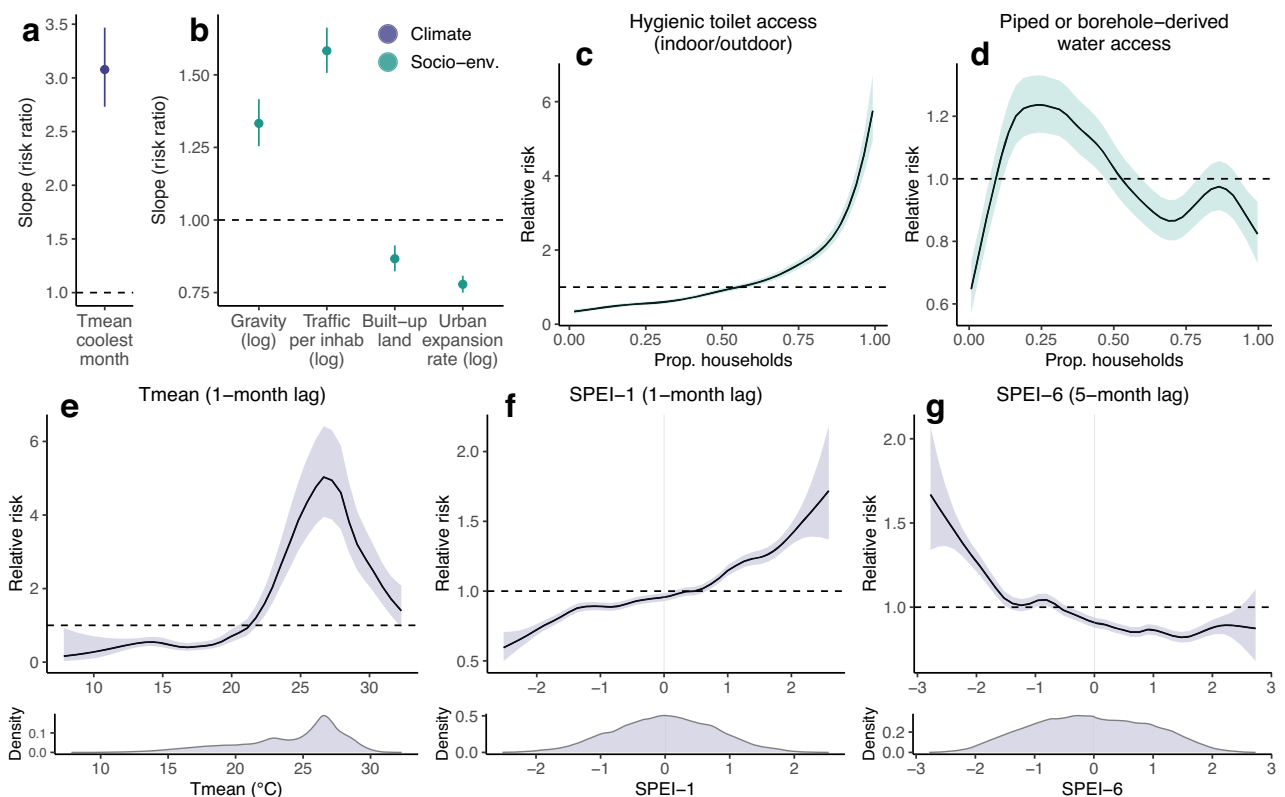 a
3.5
3.0
2.5
2.0
1.5
1.0
Slope (risk ratio)
Tmean
coolest
month
b
Climate
Socio−env.
1.50
1.25
1.00
0.75
Slope (risk ratio)
Gravity
(log)
Traffic
per inhab
(log)
Built−up
land
Urban
expansion
rate (log)
Hygienic toilet access
(indoor/outdoor)
c
6
4
2
0
Relative risk
0.00 0.25 0.50 0.75 1.00
Prop. households
Piped or borehole−derived
water access
d
1.2
1.0
0.8
0.6
Relative risk
0.00 0.25 0.50 0.75 1.00
Prop. households
e
Tmean (1−month lag)
6
4
2
0
Relative risk
10 15 20 25 30
0.1
0.0
Density
10 15 20 25 30
Tmean (°C)
f
SPEI−1 (1−month lag)
2.0
1.5
1.0
0.5
Relative risk
−2 −1 0 1 2
0.5
0.0
Density
−2 −1 0 1 2
SPEI−1
g
SPEI−6 (5−month lag)
2.0
1.5
1.0
Relative risk
−3 −2 −1 0 1 2 3
0.2
0.0
Density
−3 −2 −1 0 1 2 3
SPEI−6